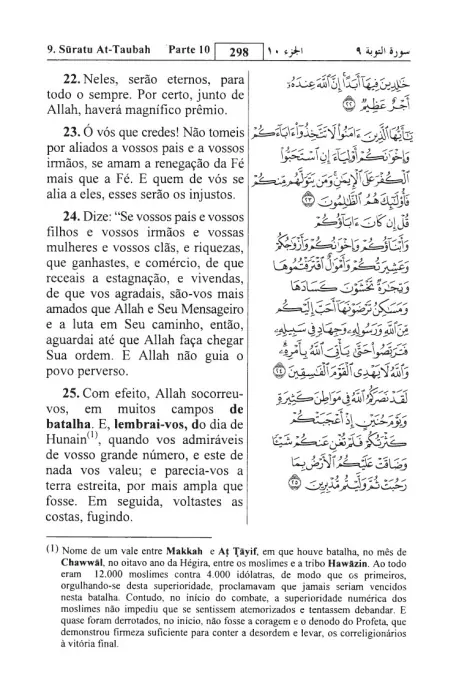 9. Sūratu At-Taubah Parte 10 298 الجزء ١٠ سورة التوبة ٩
22. Neles, serão eternos, para
todo o sempre. Por certo, junto de
Allah, haverá magnífico prêmio.
23. Ó vós que credes! Não tomeis
por aliados a vossos pais e a vossos
irmãos, se amam a renegação da Fé
mais que a Fé. E quem de vós se
alia a eles, esses serão os injustos.
24. Dize: “Se vossos pais e vossos
filhos e vossos irmãos e vossas
mulheres e vossos clãs, e riquezas,
que ganhastes, e comércio, de que
receais a estagnação, e vivendas,
de que vos agradais, são-vos mais
amados que Allah e Seu Mensageiro
e a luta em Seu caminho, então,
aguardai até que Allah faça chegar
Sua ordem. E Allah não guia o
povo perverso.
25. Com efeito, Allah socorreu-
vos, em muitos campos de
batalha. E, lembrai-vos, do dia de
Hunain(1), quando vos admiráveis
de vosso grande número, e este de
nada vos valeu; e parecia-vos a
terra estreita, por mais ampla que
fosse. Em seguida, voltastes as
costas, fugindo.
خَٰلِدِينَ فِيهَآ أَبَدًا إِنَّ ٱللَّهَ عِندَهُۥٓ
أَجْرٌ عَظِيمٌ ٢٢
يَٰٓأَيُّهَا ٱلَّذِينَ ءَامَنُوا۟ لَا تَتَّخِذُوٓا۟ ءَابَآءَكُمْ
وَإِخْوَٰنَكُمْ أَوْلِيَآءَ إِنِ ٱسْتَحَبُّوا۟
ٱلْكُفْرَ عَلَى ٱلْإِيمَٰنِ وَمَن يَتَوَلَّهُم مِّنكُمْ
فَأُو۟لَٰٓئِكَ هُمُ ٱلظَّٰلِمُونَ ٢٣
قُلْ إِن كَانَ ءَابَآؤُكُمْ
وَأَبْنَآؤُكُمْ وَإِخْوَٰنُكُمْ وَأَزْوَٰجُكُمْ
وَعَشِيرَتُكُمْ وَأَمْوَٰلٌ ٱقْتَرَفْتُمُوهَا
وَتِجَٰرَةٌ تَخْشَوْنَ كَسَادَهَا
وَمَسَٰكِنُ تَرْضَوْنَهَآ أَحَبَّ إِلَيْكُم
مِّنَ ٱللَّهِ وَرَسُولِهِۦ وَجِهَادٍ فِى سَبِيلِهِۦ
فَتَرَبَّصُوا۟ حَتَّىٰ يَأْتِىَ ٱللَّهُ بِأَمْرِهِۦ
وَٱللَّهُ لَا يَهْدِى ٱلْقَوْمَ ٱلْفَٰسِقِينَ ٢٤
لَقَدْ نَصَرَكُمُ ٱللَّهُ فِى مَوَاطِنَ كَثِيرَةٍ
وَيَوْمَ حُنَيْنٍ إِذْ أَعْجَبَتْكُمْ
كَثْرَتُكُمْ فَلَمْ تُغْنِ عَنكُمْ شَيْـًٔا
وَضَاقَتْ عَلَيْكُمُ ٱلْأَرْضُ بِمَا
رَحُبَتْ ثُمَّ وَلَّيْتُم مُّدْبِرِينَ ٢٥
(1) Nome de um vale entre Makkah e Aṭ Ṭāyif, em que houve batalha, no mês de
Chawwāl, no oitavo ano da Hégira, entre os moslimes e a tribo Hawāzin. Ao todo
eram 12.000 moslimes contra 4.000 idólatras, de modo que os primeiros,
orgulhando-se desta superioridade, proclamavam que jamais seriam vencidos
nesta batalha. Contudo, no início do combate, a superioridade numérica dos
moslimes não impediu que se sentissem atemorizados e tentassem debandar. E
quase foram derrotados, no início, não fosse a coragem e o denodo do Profeta, que
demonstrou firmeza suficiente para conter a desordem e levar, os correligionários
à vitória final.